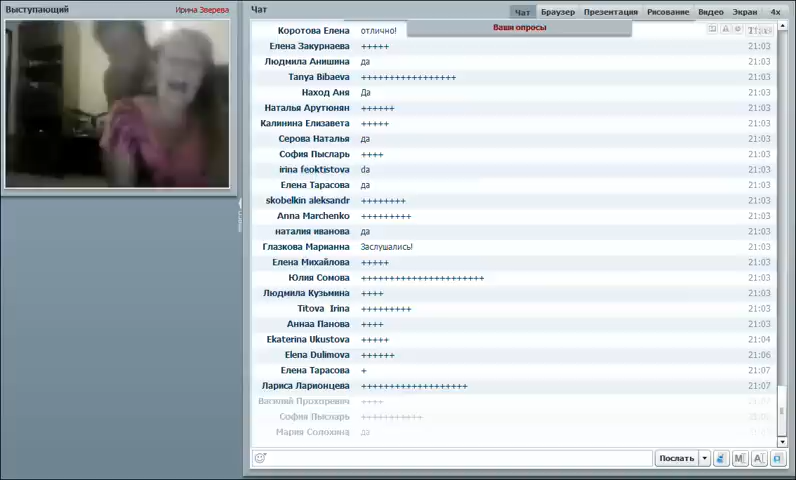 Выступающий
Ирина Зверева
Чат
Чат Браузер Презентация Рисование Видео Экран 4x
Ваши опросы
Коротова Елена отлично!
Елена Закурнаева +++++ 21:03
Людмила Анишина да 21:03
Tanya Bibaeva +++++++++++++++++ 21:03
Наход Аня Да 21:03
Наталья Арутюнян ++++++ 21:03
Калинина Елизавета +++++ 21:03
Серова Наталья да 21:03
София Пысларь ++++ 21:03
irina feoktistova da 21:03
Елена Тарасова да 21:03
skobelkin aleksandr ++++++++ 21:03
Anna Marchenko +++++++++ 21:03
наталия иванова да 21:03
Глазкова Марианна Заслушались! 21:03
Елена Михайлова +++++ 21:03
Юлия Сомова ++++++++++++++++++++++ 21:03
Людмила Кузьмина ++++ 21:03
Titova Irina +++++++++ 21:03
Аннаа Панова ++++ 21:03
Ekaterina Ukustova +++++ 21:04
Elena Dulimova ++++++ 21:06
Елена Тарасова + 21:07
Лариса Ларионцева +++++++++++++++++++ 21:07
Василий Прохоревич ++++
София Пысларь +++++++++++
Мария Солохина да
Послать